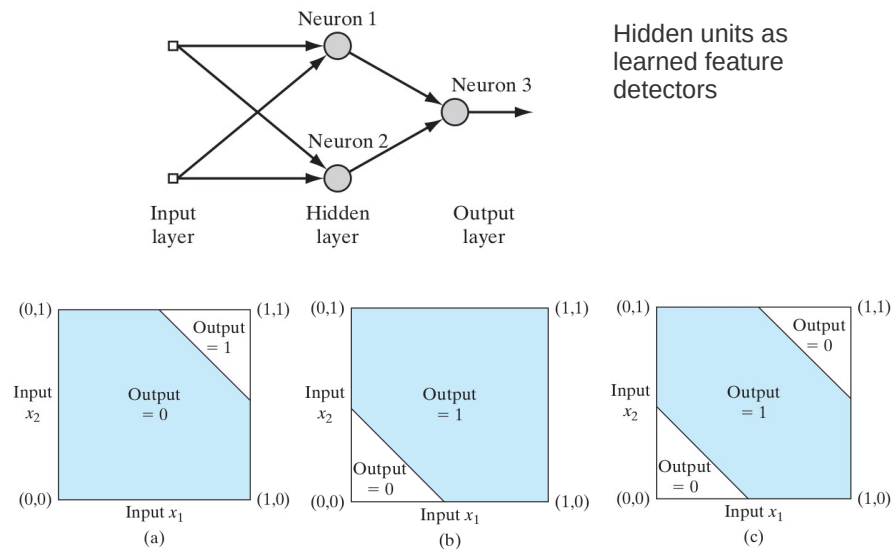 Neuron 1
Hidden units as
learned feature
detectors
Neuron 3
Neuron 2
Input
layer
Hidden
layer
Output
layer
(0,1)
(1,1)
Output
= 1
Input
x₂
Output
= 0
(0,0)
(1,0)
Input x₁
(a)
(0,1)
(1,1)
Input
x₂
Output
= 1
Output
= 0
(0,0)
(1,0)
Input x₁
(b)
(0,1)
(1,1)
Output
= 0
Input
x₂
Output
= 1
Output
= 0
(0,0)
(1,0)
Input x₁
(c)